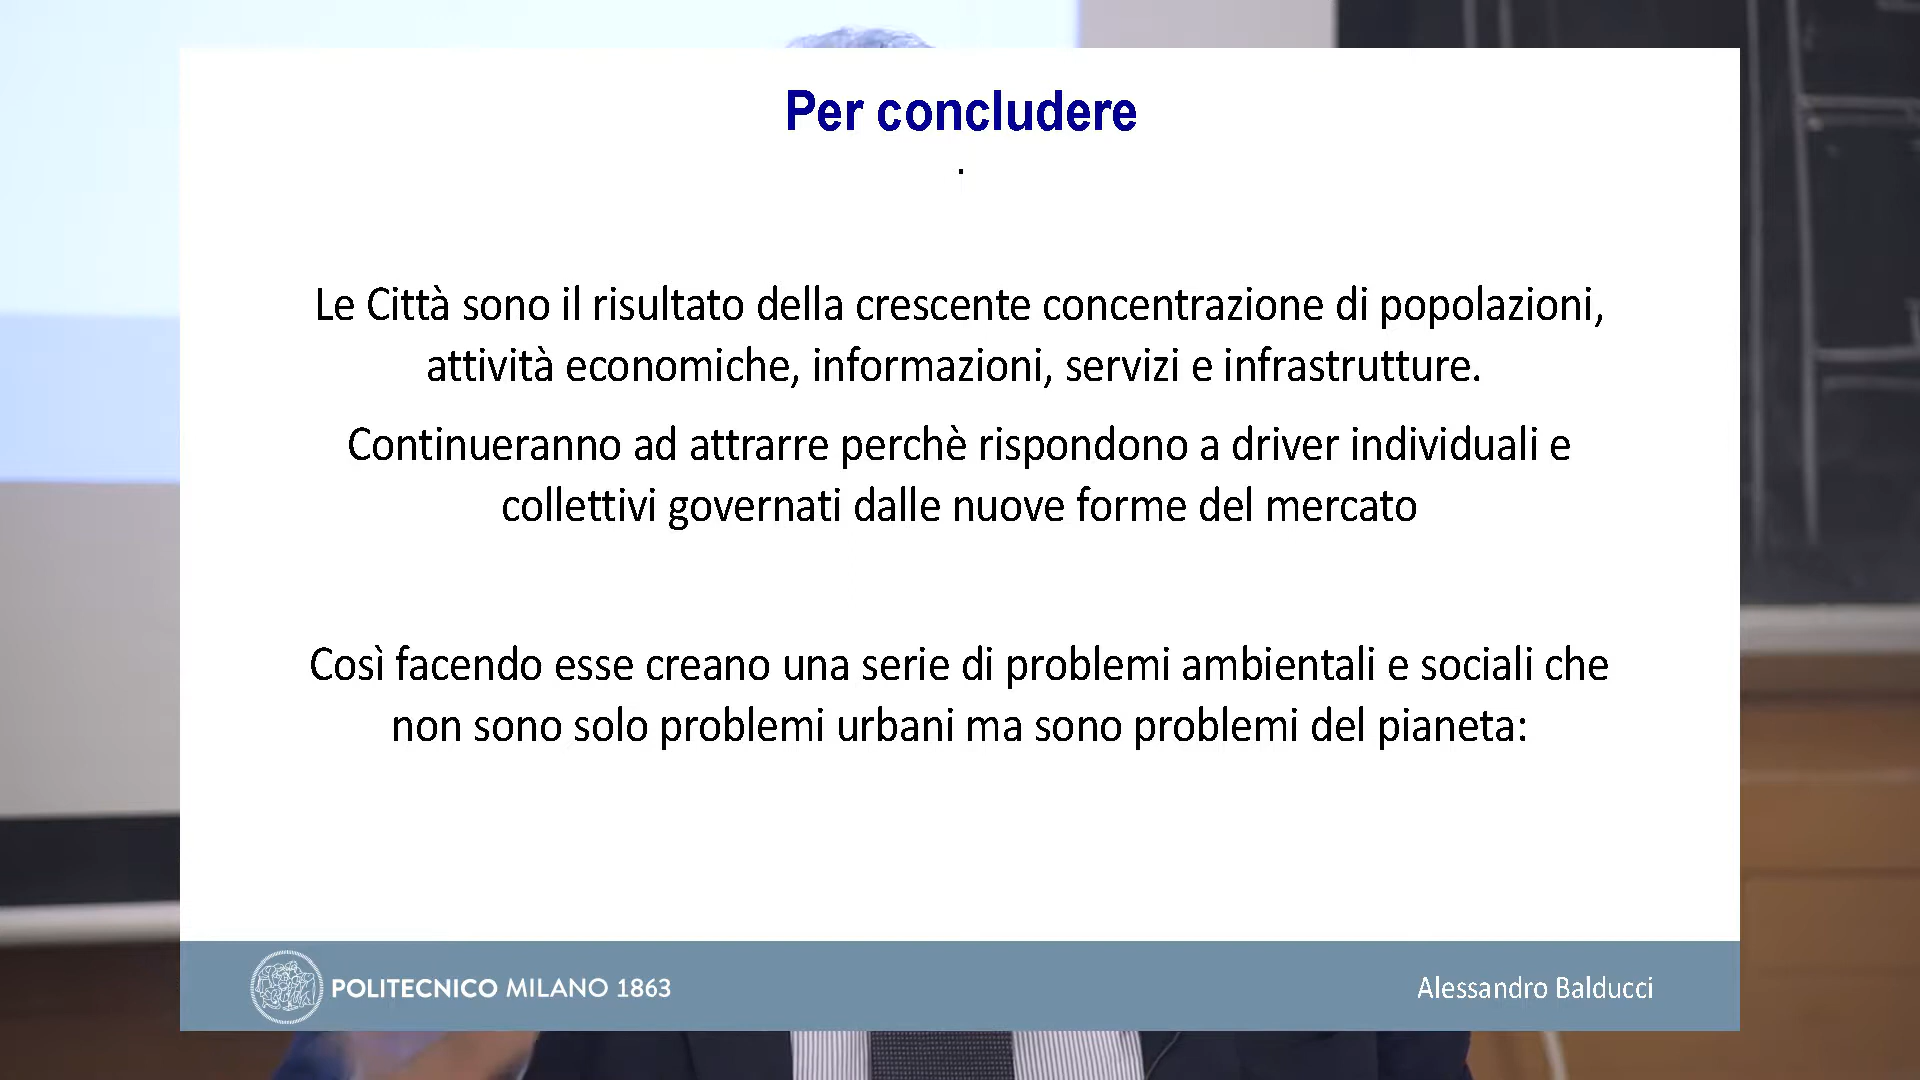 Per concludere
.
Le Città sono il risultato della crescente concentrazione di popolazioni,
attività economiche, informazioni, servizi e infrastrutture.
Continueranno ad attrarre perchè rispondono a driver individuali e
collettivi governati dalle nuove forme del mercato
Così facendo esse creano una serie di problemi ambientali e sociali che
non sono solo problemi urbani ma sono problemi del pianeta:
POLITECNICO MILANO 1863
Alessandro Balducci